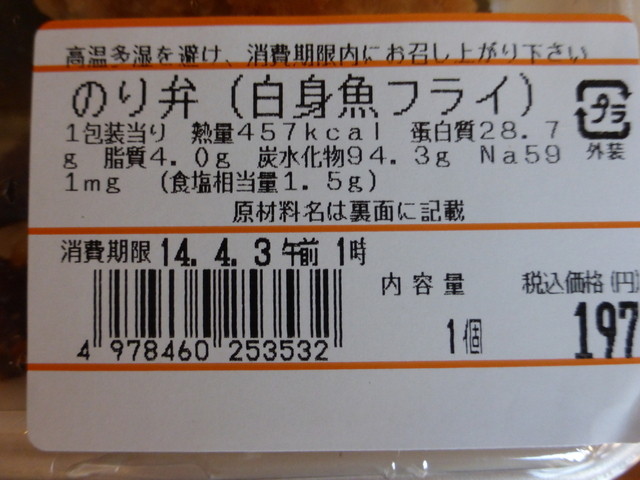 高温多湿を避け、消費期限内にお召し上がり下さい
のり弁(白身魚フライ)
プラ
外装
1包装当り 熱量457kcal 蛋白質28.7
g 脂質4.0g 炭水化物94.3g Na59
1mg (食塩相当量1.5g)
原材料名は裏面に記載
消費期限 14.4.3午前1時
内容量 税込価格(円)
1個 197
4 978460 253532